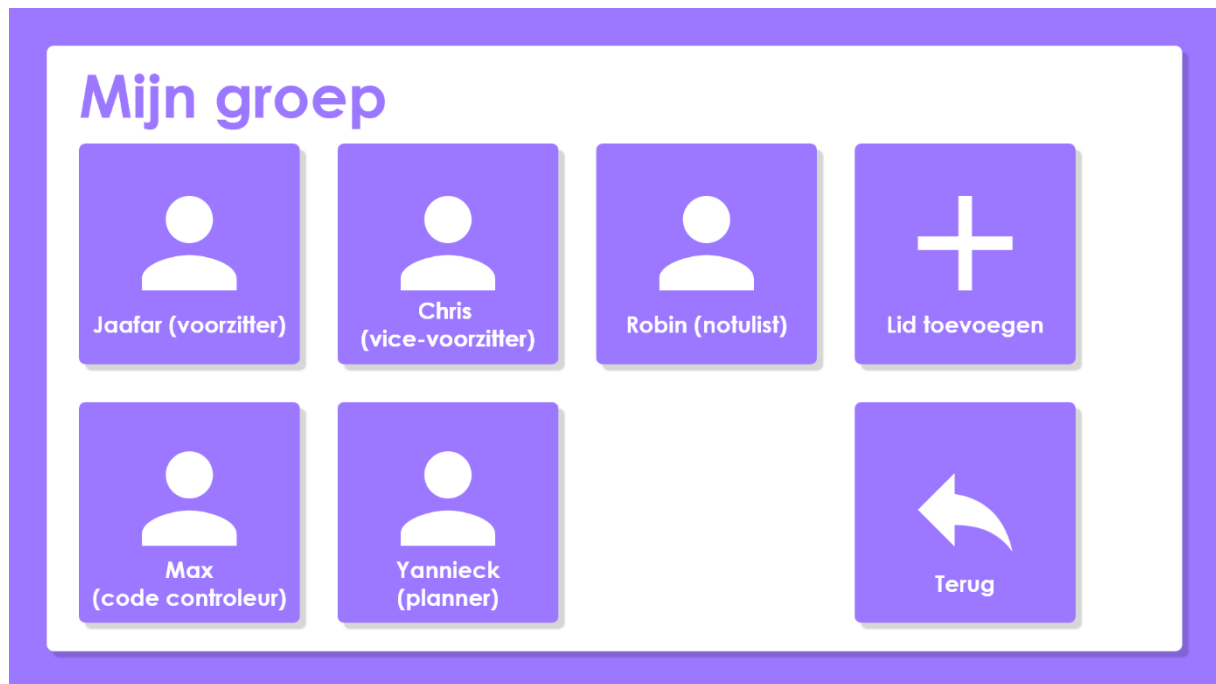 Mijn groep
Jaafar (voorzitter)
Chris
(vice-voorzitter)
Robin (notulist)
Lid toevoegen
Max
(code controleur)
Yannieck
(planner)
Terug